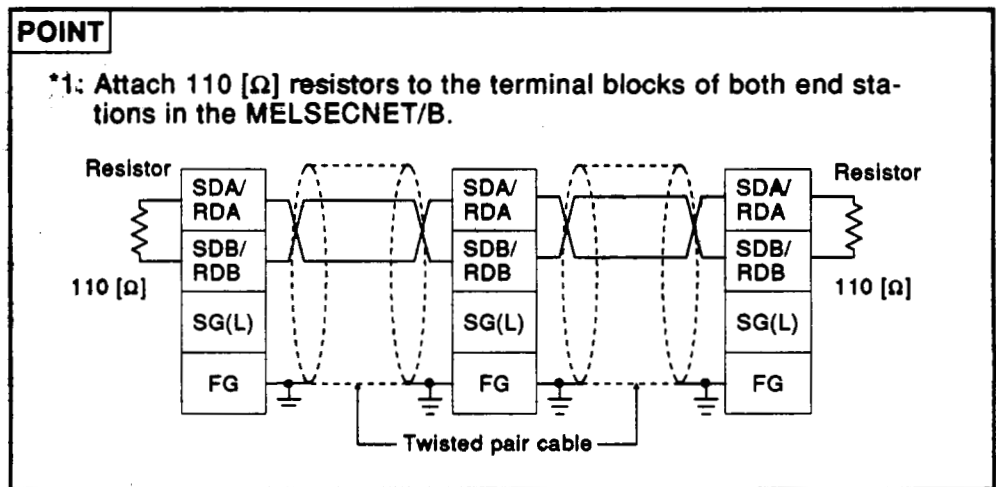 POINT
*1: Attach 110 [Ω] resistors to the terminal blocks of both end sta-
tions in the MELSECNET/B.
Resistor
Resistor
SDA/
RDA
SDA/
RDA
SDA/
RDA
SDB/
RDB
SDB/
RDB
SDB/
RDB
110 [Ω]
110 [Ω]
SG(L)
SG(L)
SG(L)
FG
FG
FG
Twisted pair cable